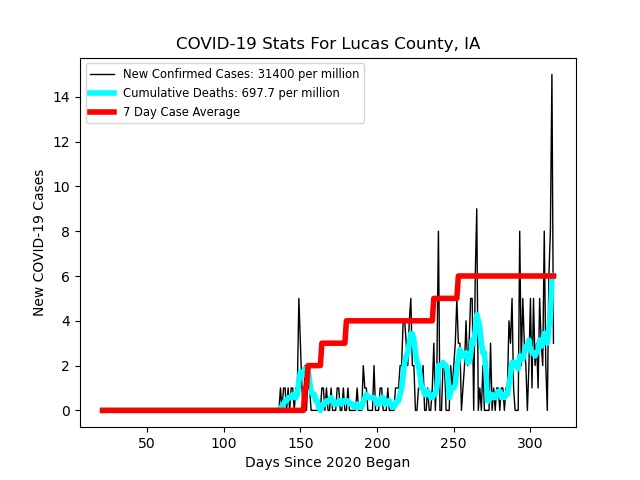 COVID-19 Stats For Lucas County, IA
New Confirmed Cases: 31400 per million
Cumulative Deaths: 697.7 per million
7 Day Case Average
New COVID-19 Cases
14
12
10
8
6
4
2
0
50 100 150 200 250 300
Days Since 2020 Began